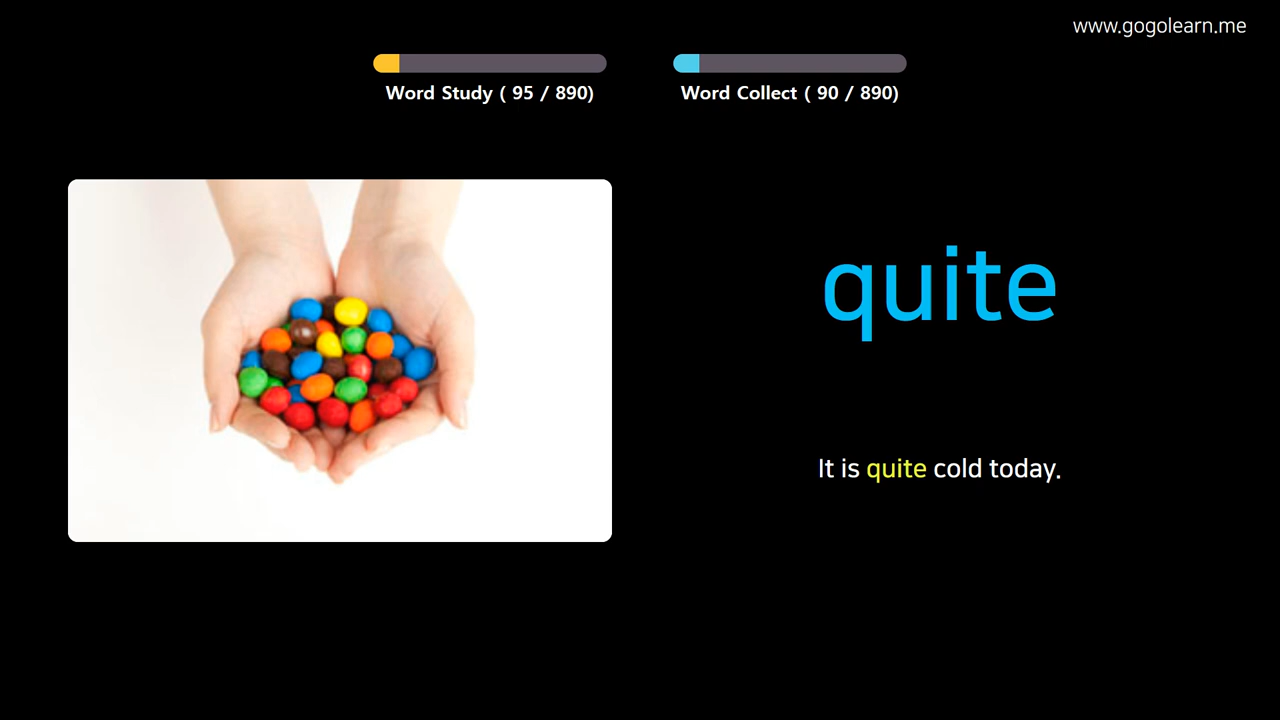 www.gogolearn.me
Word Study ( 95 / 890)
Word Collect ( 90 / 890)
quite
It is quite cold today.